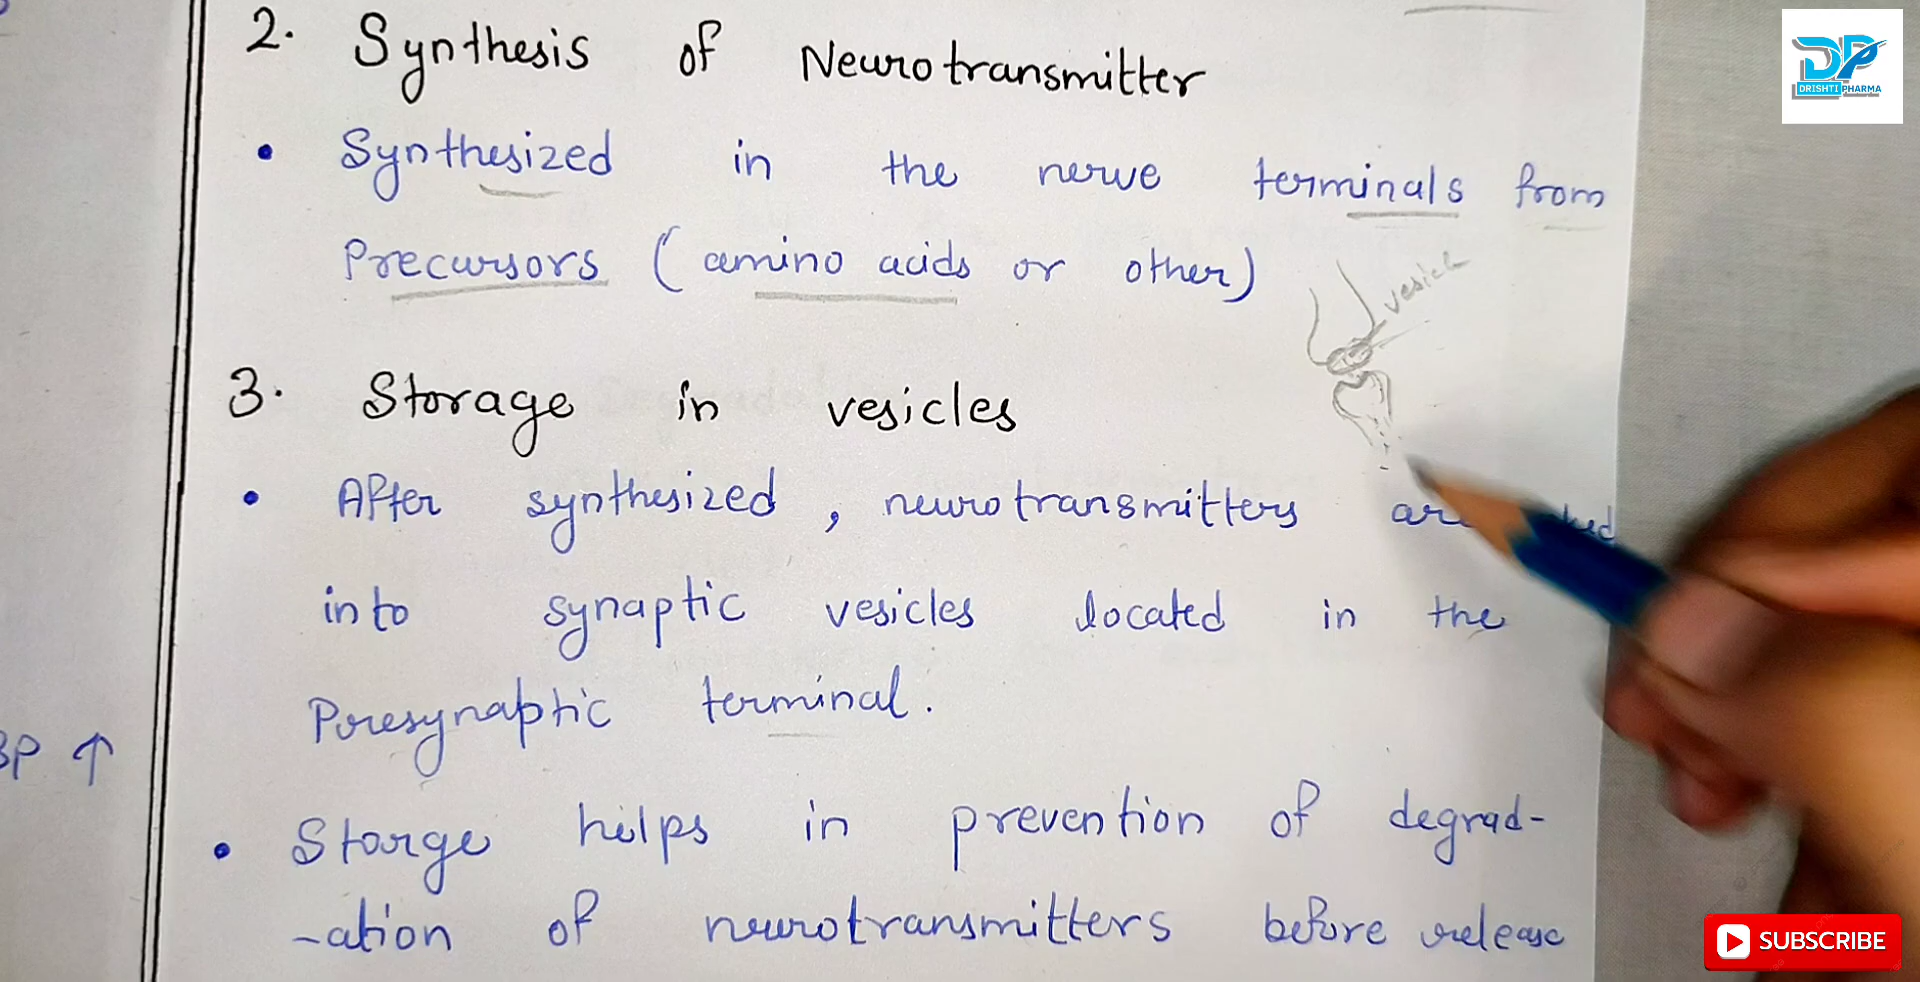 2. Synthesis of Neurotransmitter
• Synthesized in the nerve terminals from
Precursors (amino acids or other)
vesicle
3. Storage in vesicles
• After synthesized, neurotransmitters
into synaptic vesicles located in the
Presynaptic terminal.
• Storge helps in prevention of degrad-
-ation of neurotransmitters before release
BP ↑
DP
DRISHTI PHARMA
SUBSCRIBE